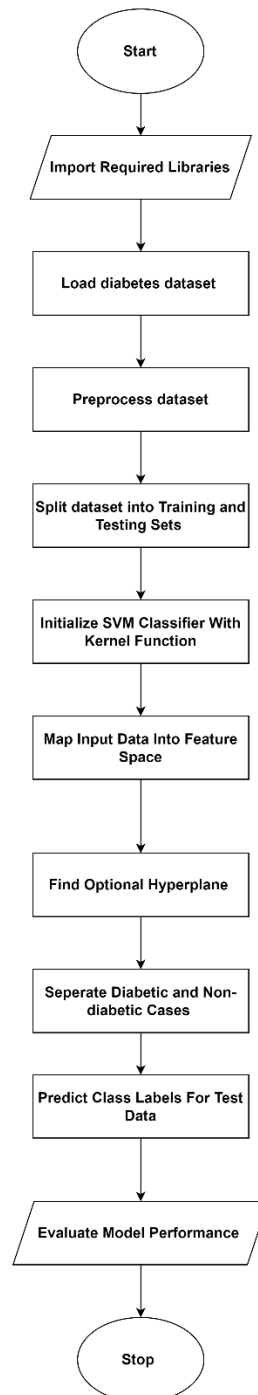 Start
Import Required Libraries
Load diabetes dataset
Preprocess dataset
Split dataset into Training and
Testing Sets
Initialize SVM Classifier With
Kernel Function
Map Input Data Into Feature
Space
Find Optional Hyperplane
Seperate Diabetic and Non-
diabetic Cases
Predict Class Labels For Test
Data
Evaluate Model Performance
Stop